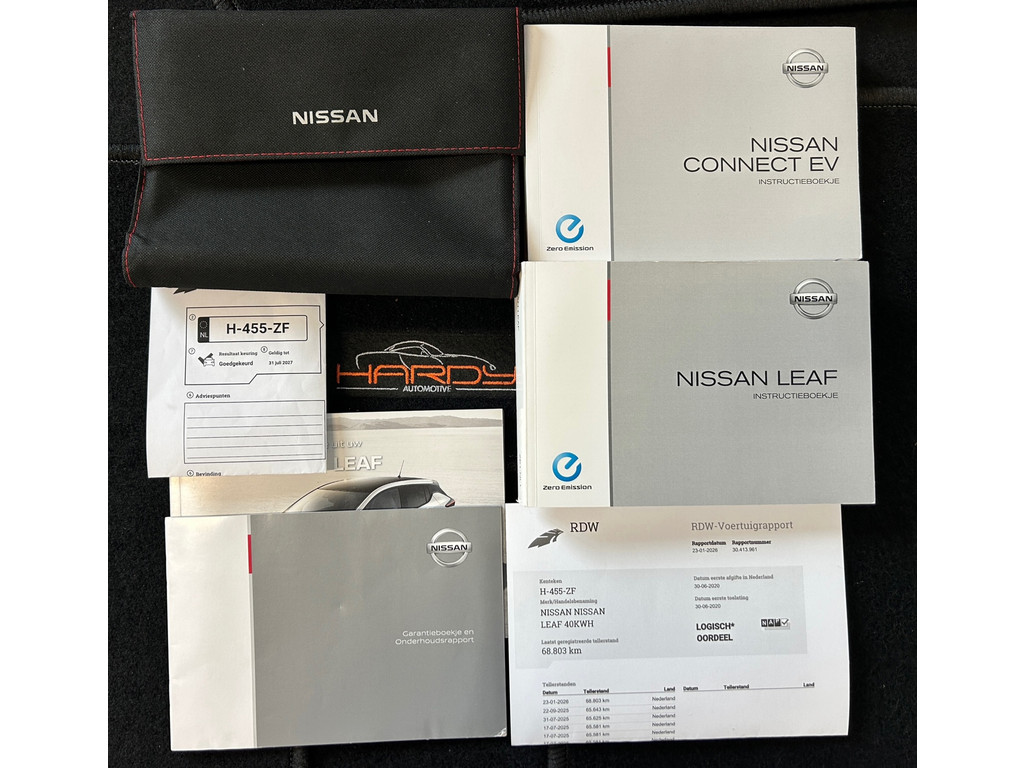 NISSAN
NISSAN
NISSAN
CONNECT EV
INSTRUCTIEBOEKJE
Zero Emission
NISSAN
NISSAN LEAF
INSTRUCTIEBOEKJE
Zero Emission
NL
H-455-ZF
Resultaat keuring
Goedgekeurd
Geldig tot
31 juli 2027
Adviespunten
Bevinding
HARDY
AUTOMOTIVE
uit uw
LEAF
NISSAN
Garantieboekje en
Onderhoudsrapport
RDW
RDW-Voertuigrapport
Rapportdatum Rapportnummer
23-01-2026 30.413.961
Kenteken
H-455-ZF
Merk/Handelsbenaming
NISSAN NISSAN
LEAF 40KWH
Laatst geregistreerde tellerstand
68.803 km
Datum eerste afgifte in Nederland
30-06-2020
Datum eerste toelating
30-06-2020
LOGISCH*
OORDEEL
NAP
Tellerstanden
Datum Tellerstand Land Datum Tellerstand Land
23-01-2026 68.803 km Nederland
22-09-2025 65.643 km Nederland
31-07-2025 65.625 km Nederland
17-07-2025 65.581 km Nederland
17-07-2025 65.581 km Nederland